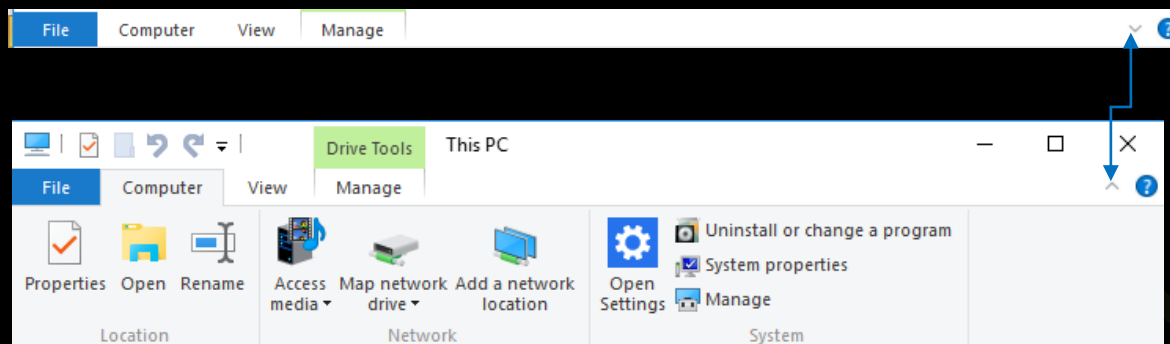 File Computer View Manage
Drive Tools This PC
File Computer View Manage
Properties Open Rename Access media Map network drive Add a network location Open Settings Uninstall or change a program
System properties
Manage
Location Network System